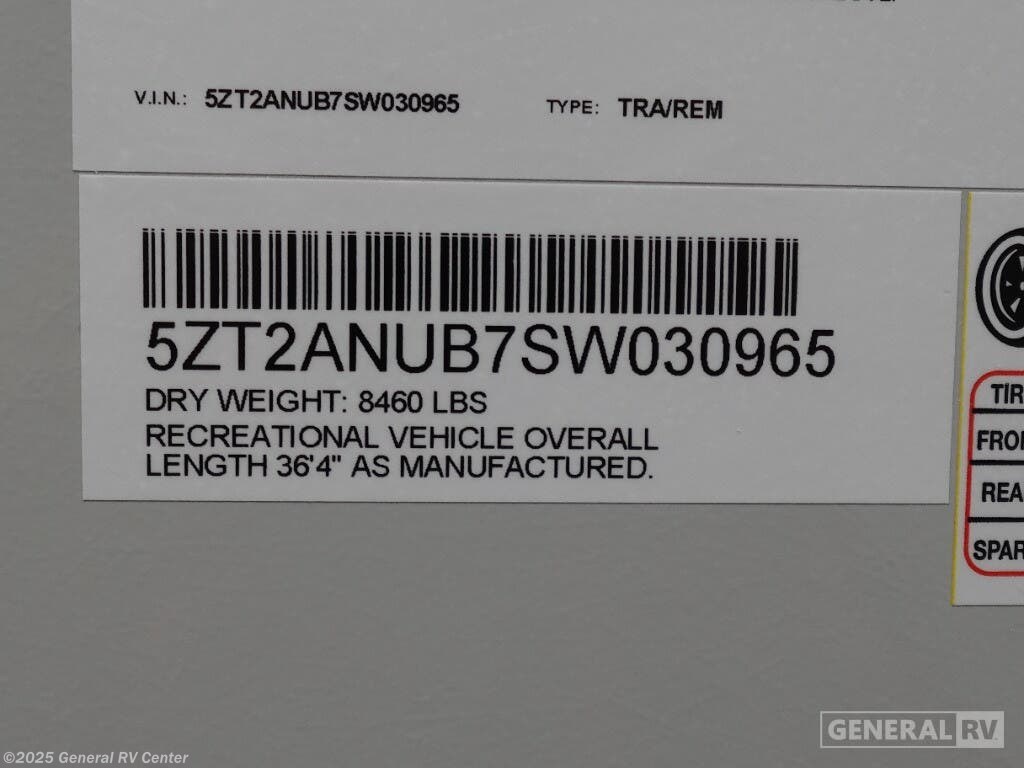 V.I.N.: 5ZT2ANUB7SW030965 TYPE: TRA/REM
5ZT2ANUB7SW030965
DRY WEIGHT: 8460 LBS
RECREATIONAL VEHICLE OVERALL
LENGTH 36'4" AS MANUFACTURED.
TIR
FRO
REA
SPAR
GENERAL RV
©2025 General RV Center